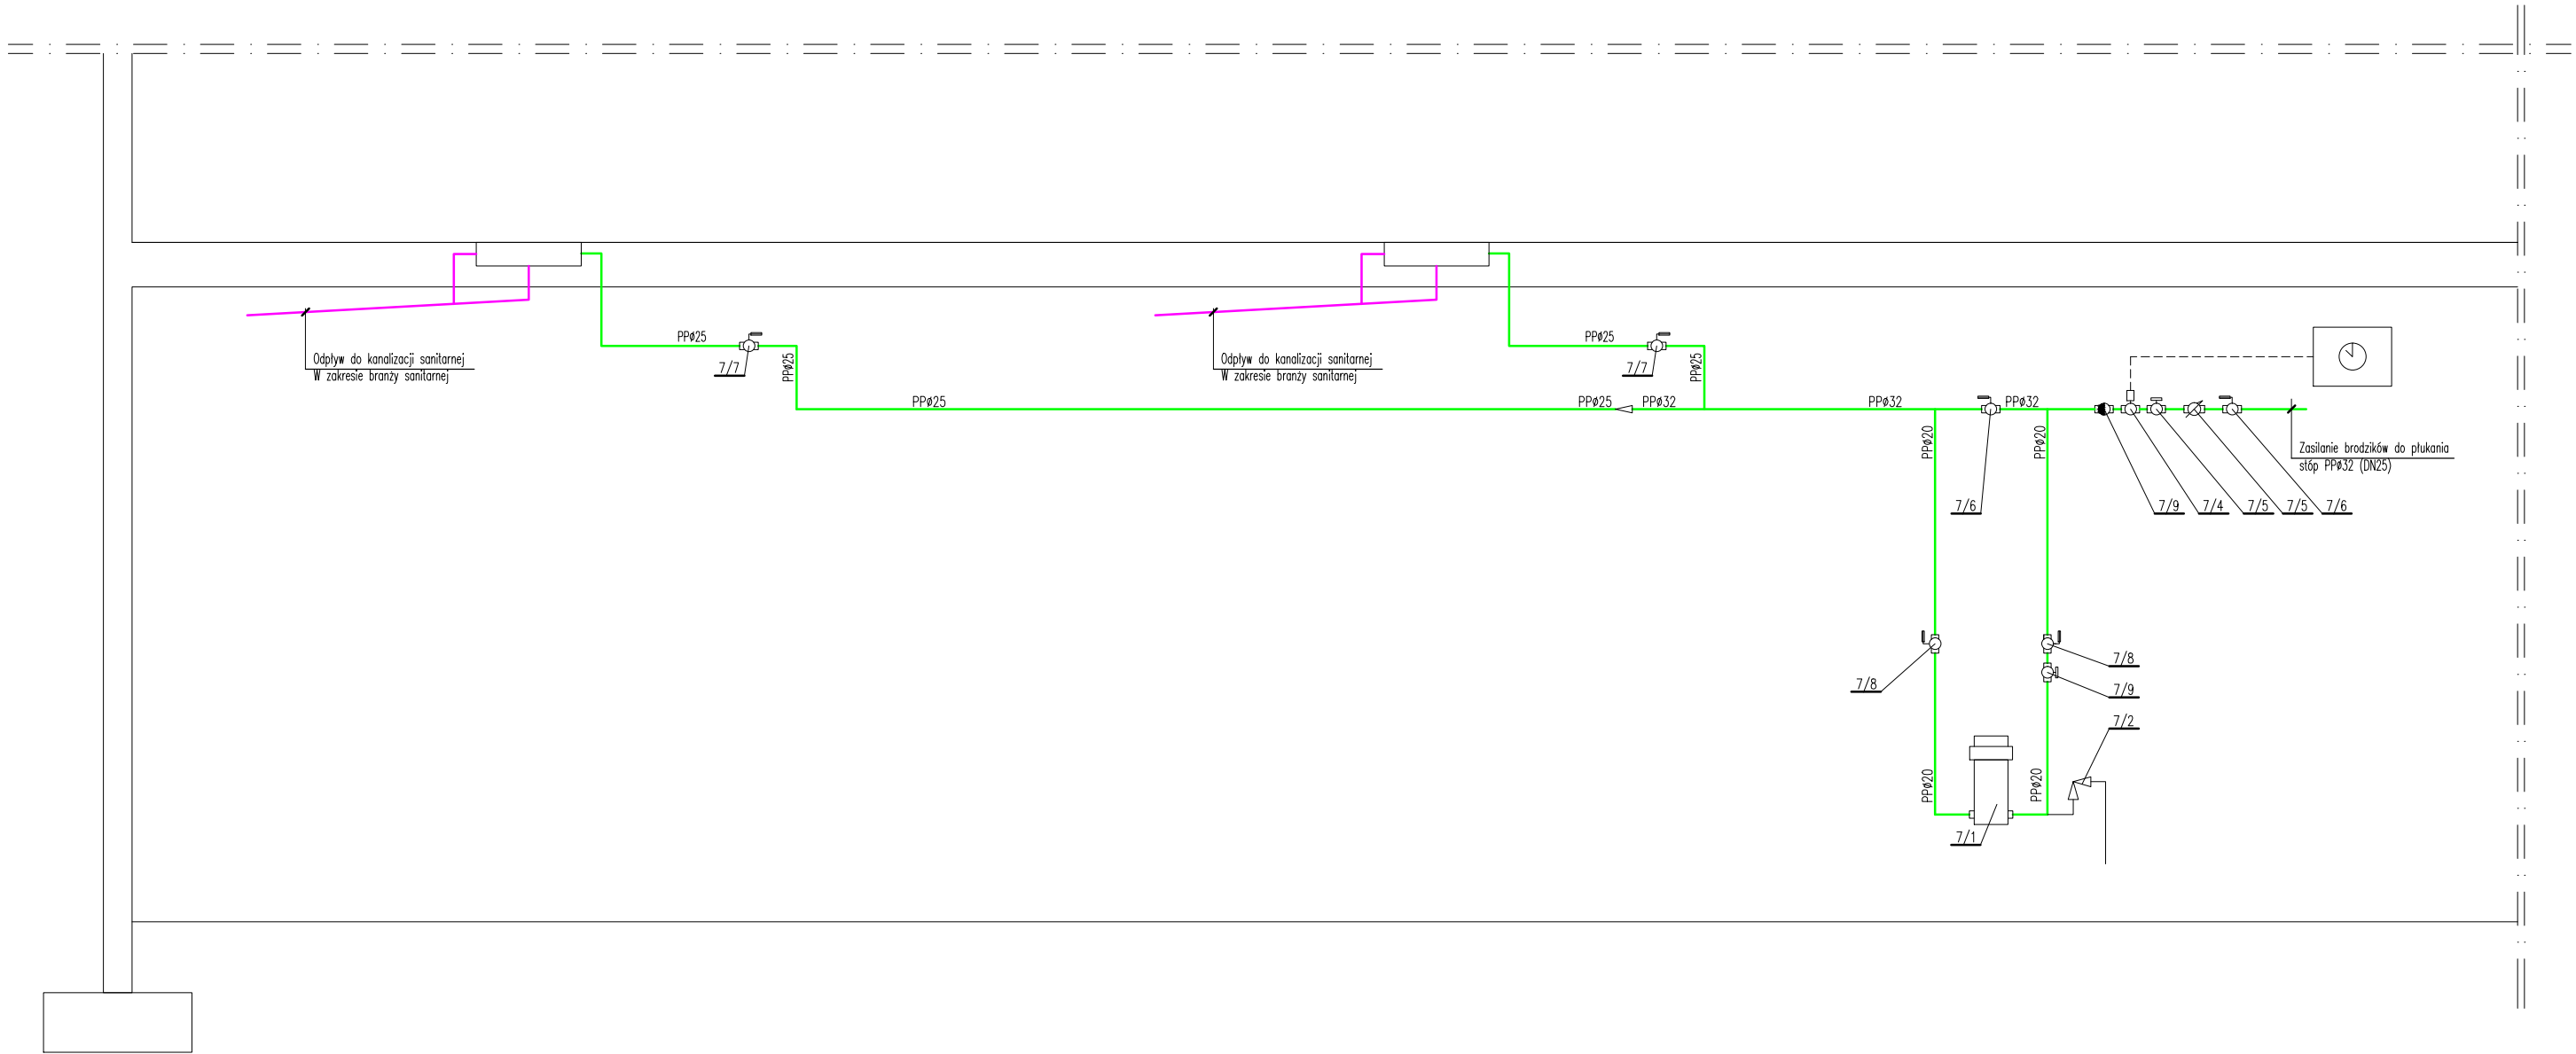 PPø25
7/7
PPø25
Odpływ do kanalizacji sanitarnej
W zakresie branży sanitarnej
PPø25
7/7
PPø25
Odpływ do kanalizacji sanitarnej
W zakresie branży sanitarnej
PPø25
PPø25
PPø32
PPø32
PPø32
PPø20
PPø20
Zasilanie brodzików do płukania
stóp PPø32 (DN25)
7/6
7/9
7/4
7/5
7/5
7/6
7/8
7/8
7/9
7/2
PPø20
PPø20
7/1